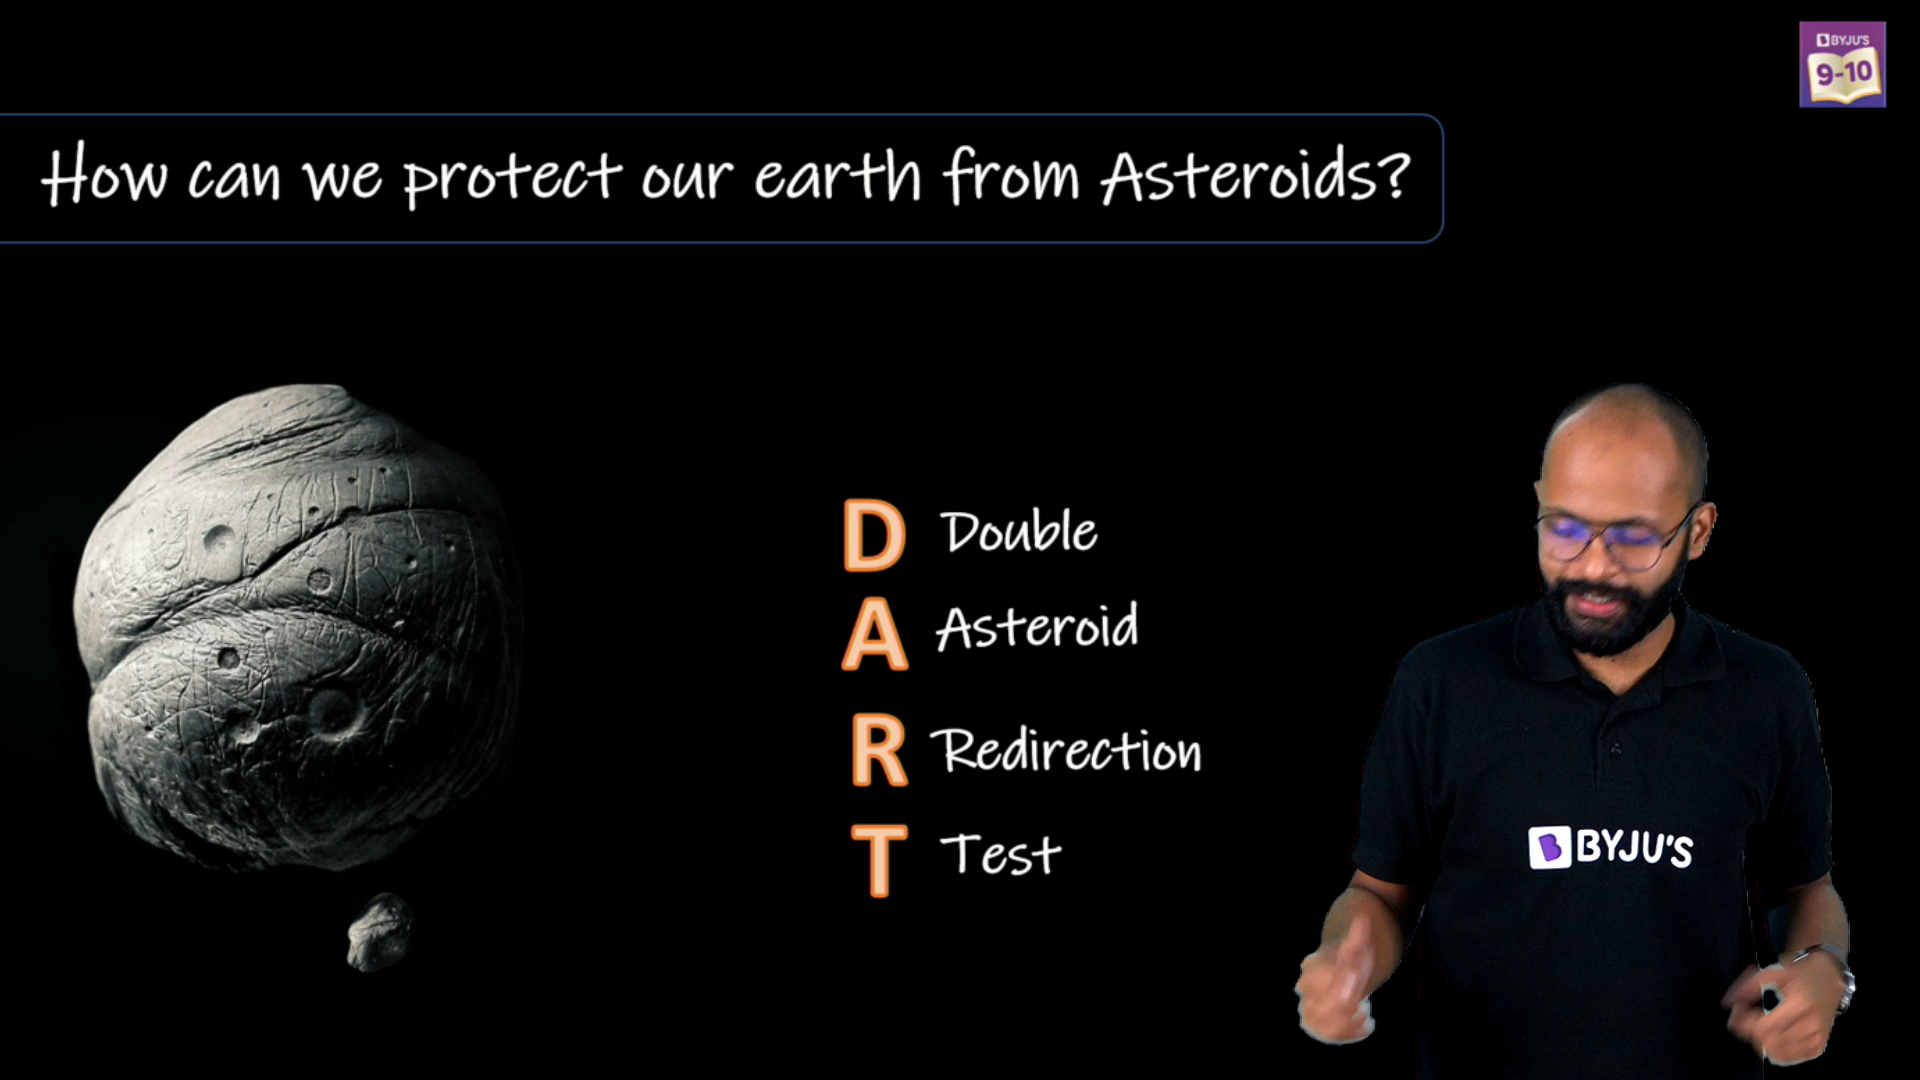 BYJU'S
9-10
How can we protect our earth from Asteroids?
D Double
A Asteroid
R Redirection
T Test
BYJU'S